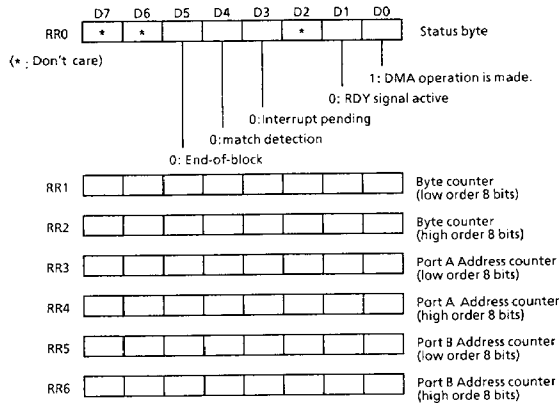 D7 D6 D5 D4 D3 D2 D1 D0
RR0 * * * Status byte
(*: Don't care)
1: DMA operation is made.
0: RDY signal active
0:Interrupt pending
0:match detection
0: End-of-block
RR1 Byte counter
(low order 8 bits)
RR2 Byte counter
(high order 8 bits)
RR3 Port A Address counter
(low order 8 bits)
RR4 Port A Address counter
(high order 8 bits)
RR5 Port B Address counter
(low order 8 bits)
RR6 Port B Address counter
(high order 8 bits)